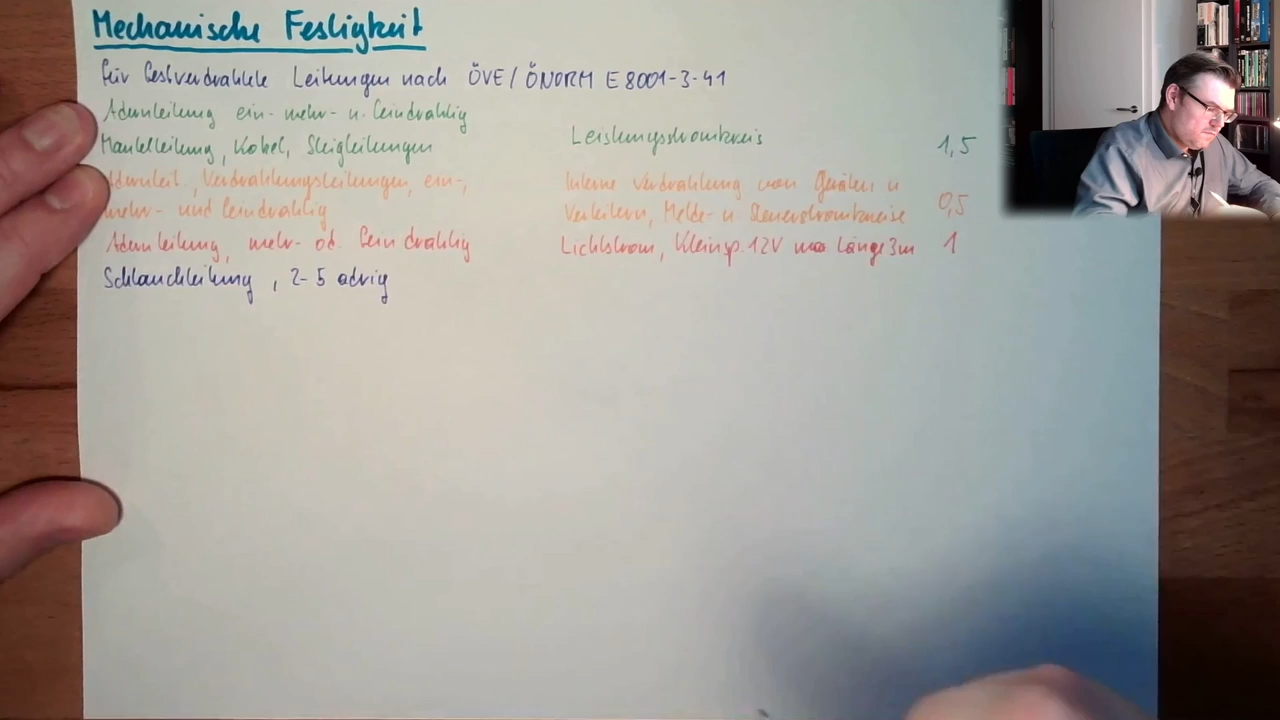 Mechanische Festigkeit
für festverdrahtete Leitungen nach ÖVE/ÖNORM E8001-3-41
Aderleitung ein- mehr- u. feindrahtig
Mantelleitung, Kabel, Stegleitungen Leistungsstromkreis 1,5
Aderleit., Verdrahtungsleitungen, ein-, Interne Verdrahtung von Geräten u
mehr- und feindrahtig Verteilern, Melde- u. Steuerstromkreise 0,5
Aderleitung, mehr- od. feindrahtig Lichtstrom, Kleinsp. 12V max Länge 3m 1
Schlauchleitung, 2-5 adrig